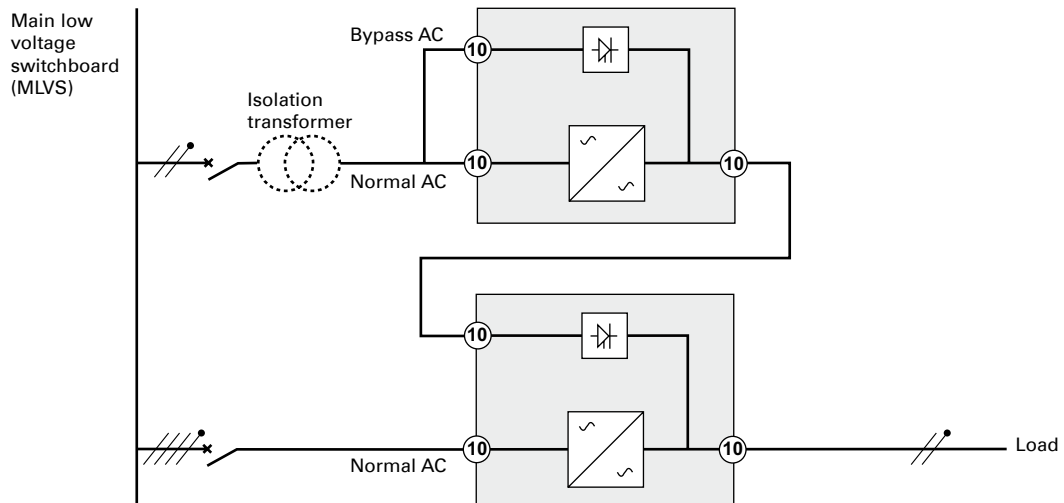 Main low
voltage
switchboard
(MLVS)
Bypass AC
10
Isolation
transformer
Normal AC
10
10
10
Normal AC
10
10
Load